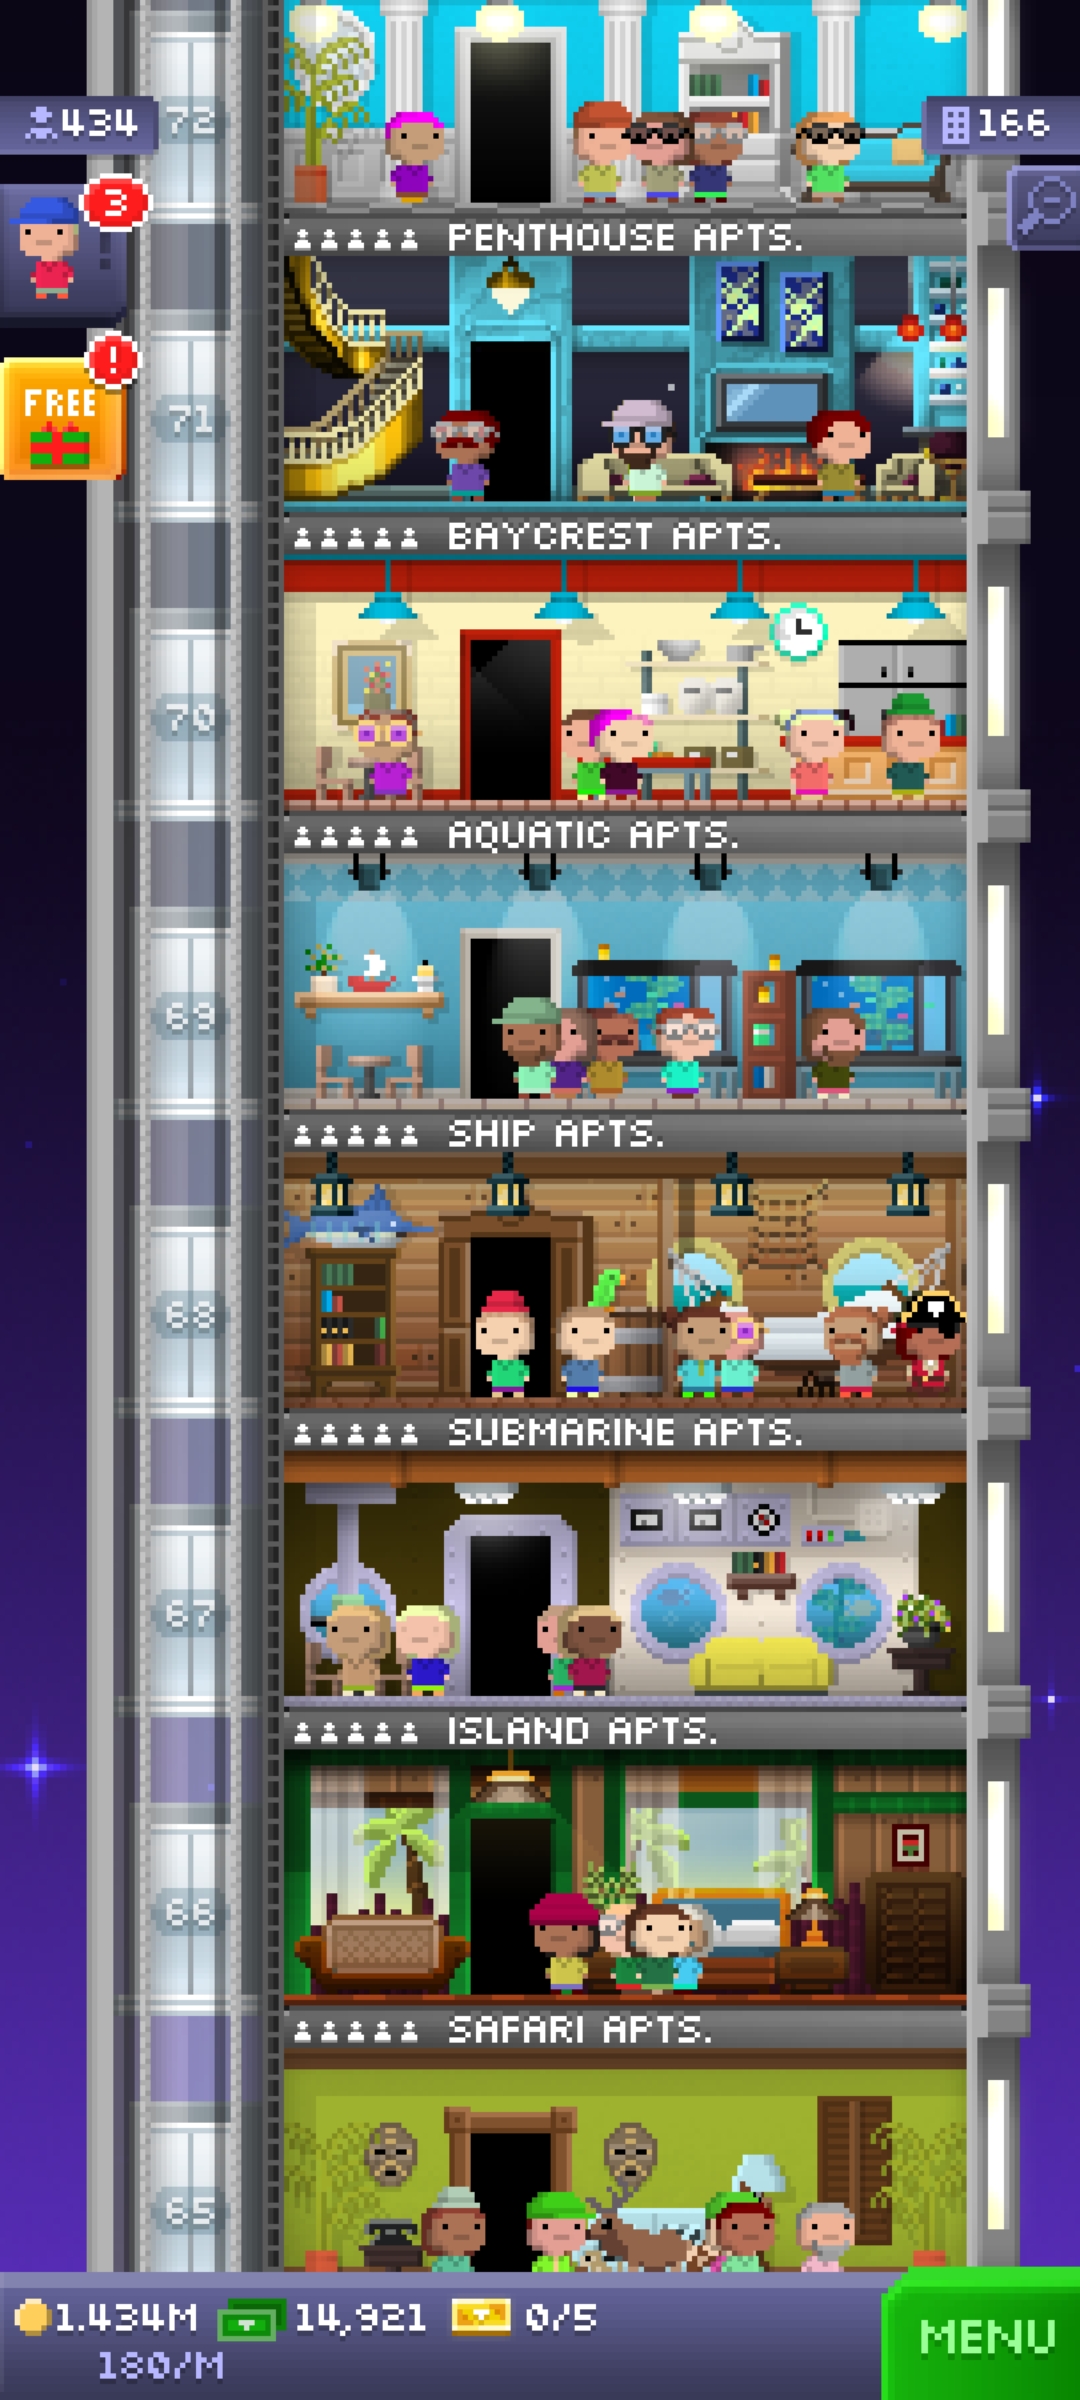 434
72
166
3
PENTHOUSE APTS.
!
FREE
71
BAYCREST APTS.
70
AQUATIC APTS.
69
SHIP APTS.
68
SUBMARINE APTS.
67
ISLAND APTS.
66
SAFARI APTS.
65
1.434M 14,921 0/5
180/M
MENU